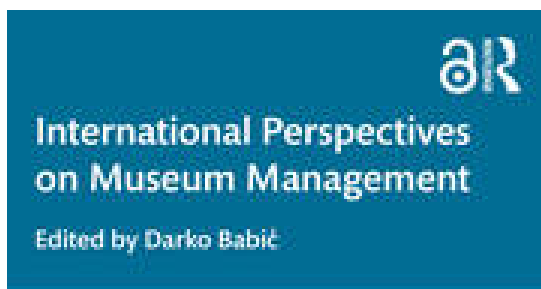 International Perspectives
on Museum Management
Edited by Darko Babić